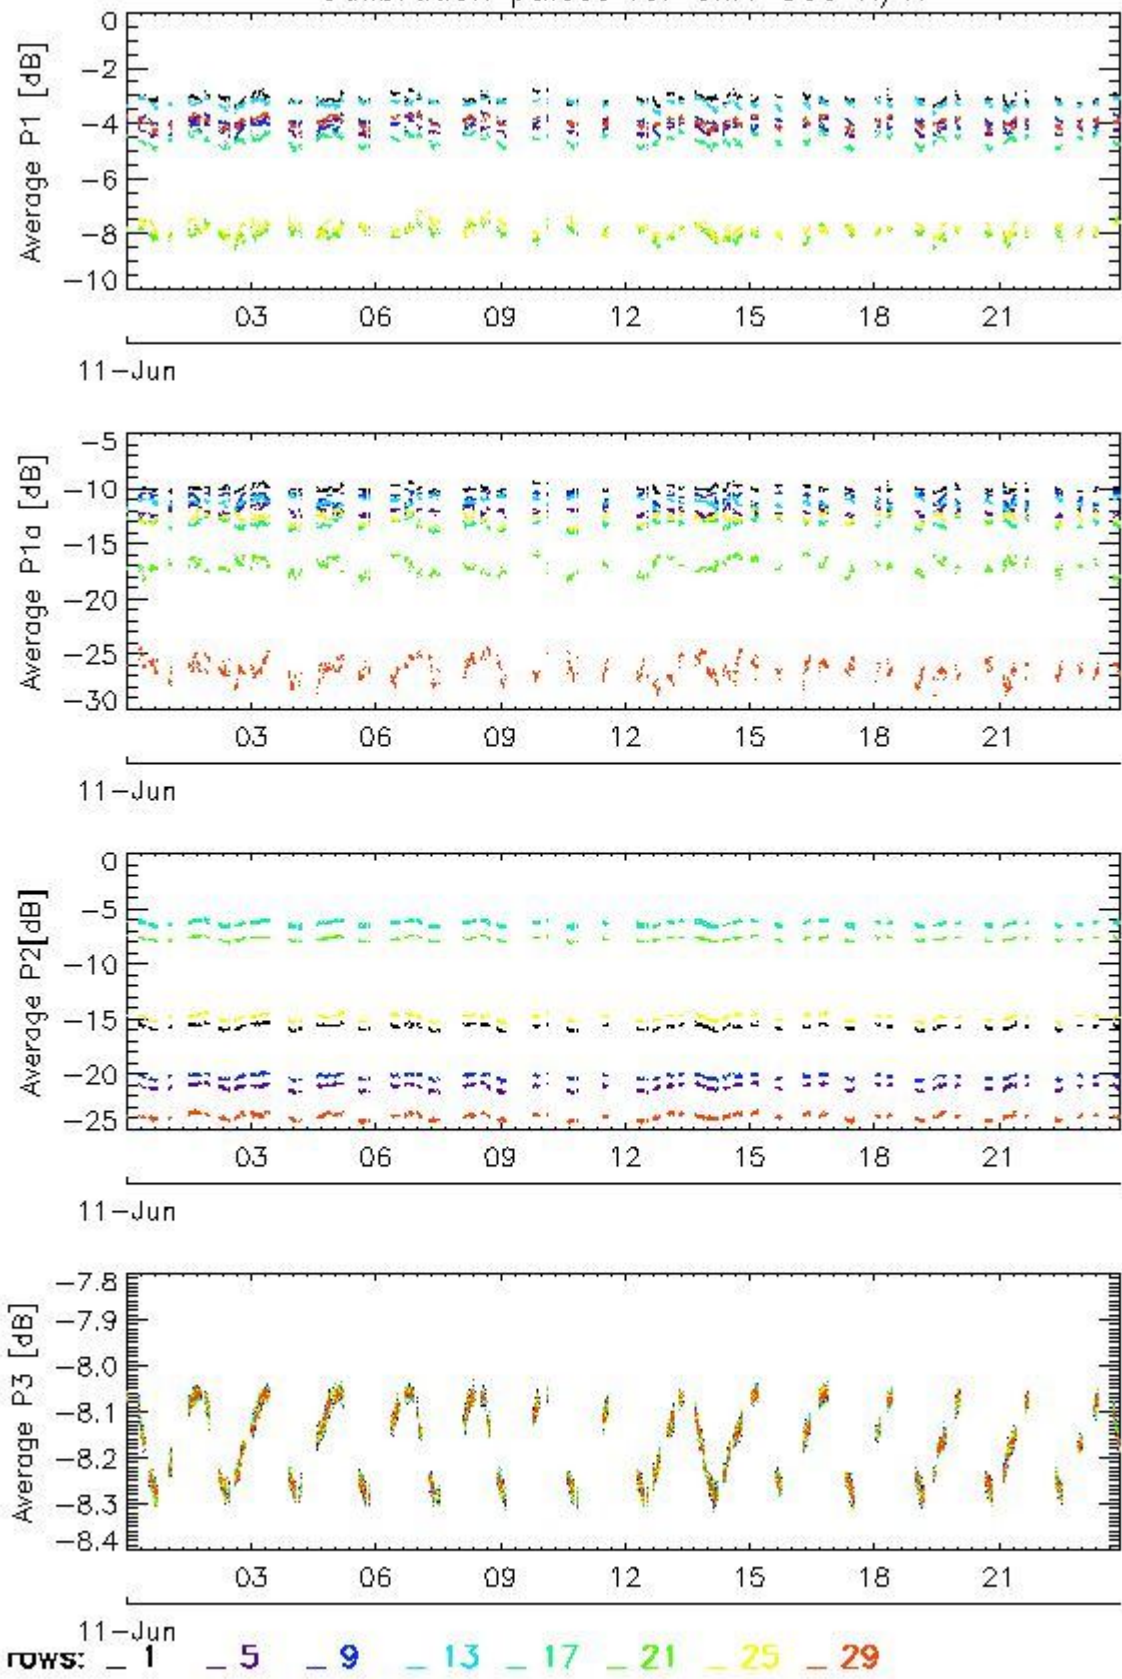 Average P1 [dB]
0
−2
−4
−6
−8
−10
03 06 09 12 15 18 21
11−Jun
Average P1a [dB]
−5
−10
−15
−20
−25
−30
03 06 09 12 15 18 21
11−Jun
Average P2[dB]
0
−5
−10
−15
−20
−25
03 06 09 12 15 18 21
11−Jun
Average P3 [dB]
−7.8
−7.9
−8.0
−8.1
−8.2
−8.3
−8.4
03 06 09 12 15 18 21
11−Jun
rows: _ 1 _ 5 _ 9 _ 13 _ 17 _ 21 _ 25 _ 29